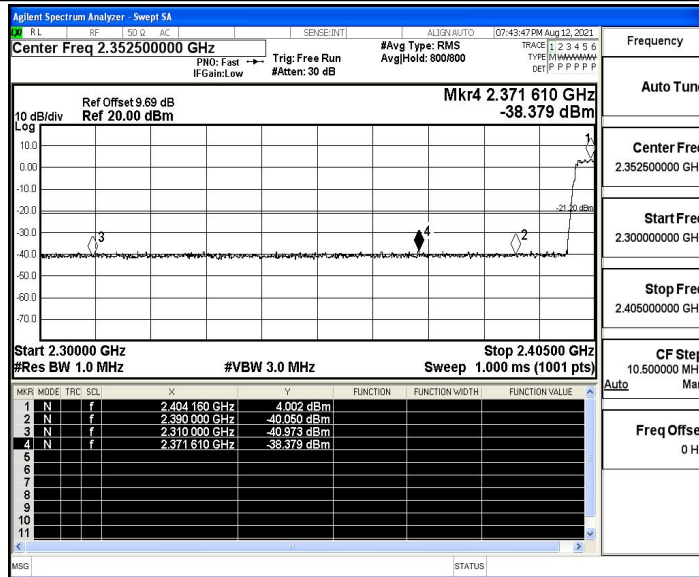 Agilent Spectrum Analyzer - Swept SA
LXI RL RF 50 Ω AC SENSE:INT ALIGN AUTO 07:43:47 PM Aug 12, 2021
Center Freq 2.352500000 GHz
PNO: Fast Trig: Free Run
IFGain:Low #Atten: 30 dB
#Avg Type: RMS
Avg|Hold: 800/800
TRACE 1 2 3 4 5 6
TYPE M W W W W W
DET P P P P P P
Ref Offset 9.69 dB
10 dB/div Ref 20.00 dBm
Log
Mkr4 2.371 610 GHz
-38.379 dBm
10.0
0.00
-10.0
-20.0
-30.0
-40.0
-50.0
-60.0
-70.0
1
-21.20 dBm
3
4
2
Start 2.30000 GHz Stop 2.40500 GHz
#Res BW 1.0 MHz #VBW 3.0 MHz Sweep 1.000 ms (1001 pts)
MKR MODE TRC SCL X Y FUNCTION FUNCTION WIDTH FUNCTION VALUE
1 N f 2.404 160 GHz 4.002 dBm
2 N f 2.390 000 GHz -40.050 dBm
3 N f 2.310 000 GHz -40.973 dBm
4 N f 2.371 610 GHz -38.379 dBm
5
6
7
8
9
10
11
MSG STATUS
Frequency
Auto Tun
Center Fre
2.352500000 GH
Start Fre
2.300000000 GH
Stop Fre
2.405000000 GH
CF Ste
10.500000 MH
Auto Ma
Freq Offse
0 H